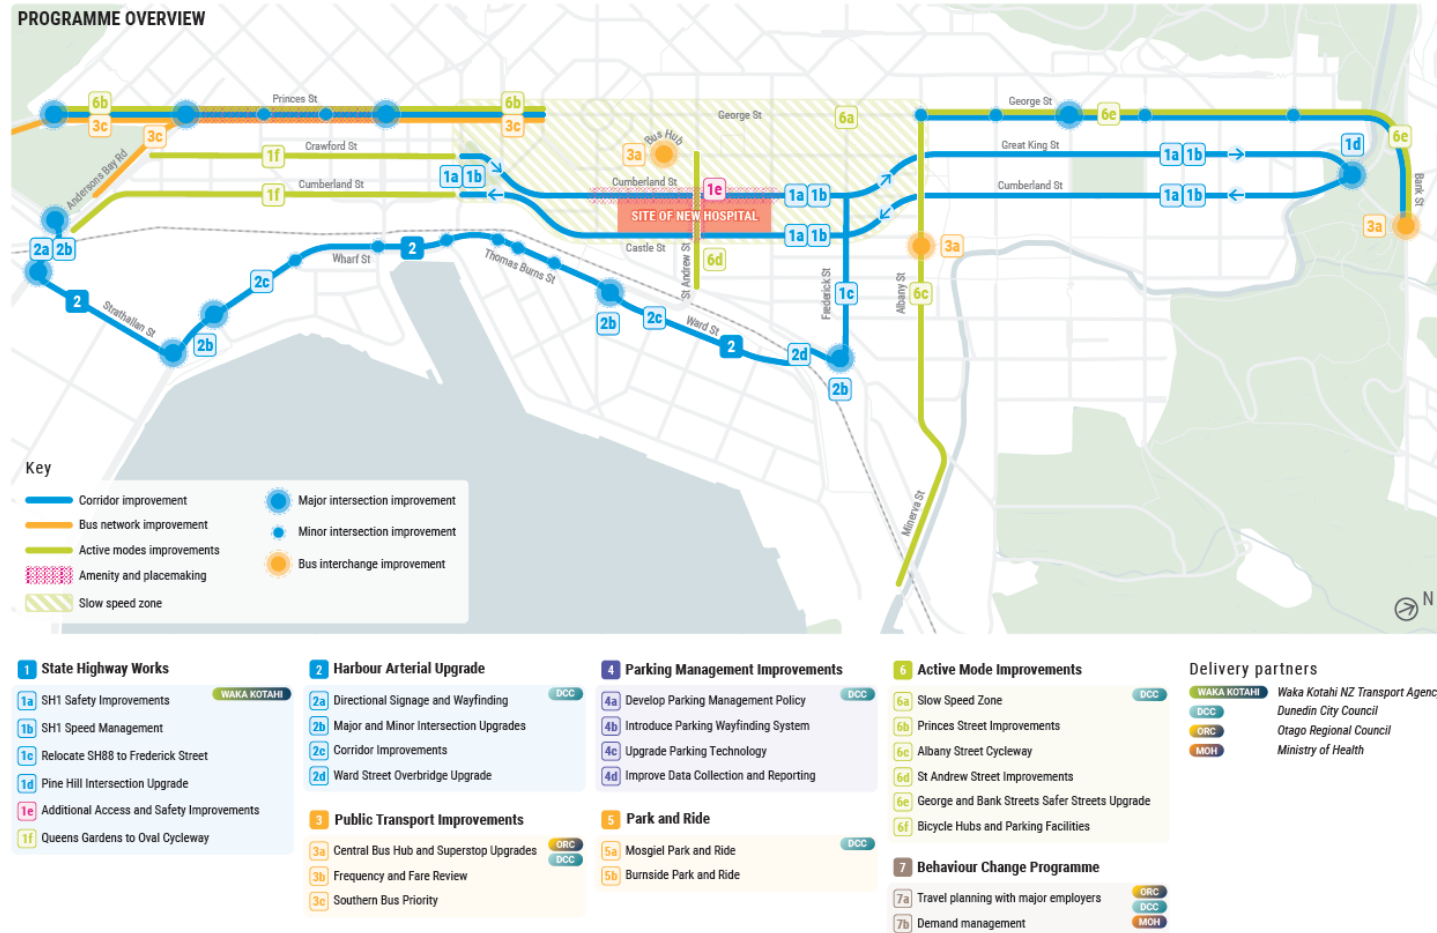 PROGRAMME OVERVIEW
6b
Princes St
6b
3c
3c
3c
George St
6a
George St
6e
6e
Bus Hub
3a
Crawford St
1f
1a 1b
Great King St
1a 1b
1d
Andersons Bay Rd
Cumberland St
1f
Cumberland St
1e
1a 1b
Cumberland St
1a 1b
Bank St
SITE OF NEW HOSPITAL
3a
2a 2b
Castle St
1a 1b
3a
2
Wharf St
2c
Thomas Burns St
St Andrew St
6d
Frederick St
1c
Albany St
6c
2
Strathallan St
2b
2b
2c
Ward St
2
2d
2b
Minerva St
N
Key
Corridor improvement
Bus network improvement
Active modes improvements
Amenity and placemaking
Slow speed zone
Major intersection improvement
Minor intersection improvement
Bus interchange improvement
1 State Highway Works
WAKA KOTAHI
1a SH1 Safety Improvements
1b SH1 Speed Management
1c Relocate SH88 to Frederick Street
1d Pine Hill Intersection Upgrade
1e Additional Access and Safety Improvements
1f Queens Gardens to Oval Cycleway
2 Harbour Arterial Upgrade
DCC
2a Directional Signage and Wayfinding
2b Major and Minor Intersection Upgrades
2c Corridor Improvements
2d Ward Street Overbridge Upgrade
3 Public Transport Improvements
ORC
DCC
3a Central Bus Hub and Superstop Upgrades
3b Frequency and Fare Review
3c Southern Bus Priority
4 Parking Management Improvements
DCC
4a Develop Parking Management Policy
4b Introduce Parking Wayfinding System
4c Upgrade Parking Technology
4d Improve Data Collection and Reporting
5 Park and Ride
DCC
5a Mosgiel Park and Ride
5b Burnside Park and Ride
6 Active Mode Improvements
DCC
6a Slow Speed Zone
6b Princes Street Improvements
6c Albany Street Cycleway
6d St Andrew Street Improvements
6e George and Bank Streets Safer Streets Upgrade
6f Bicycle Hubs and Parking Facilities
7 Behaviour Change Programme
ORC
DCC
MOH
7a Travel planning with major employers
7b Demand management
Delivery partners
WAKA KOTAHI Waka Kotahi NZ Transport Agenc
DCC Dunedin City Council
ORC Otago Regional Council
MOH Ministry of Health